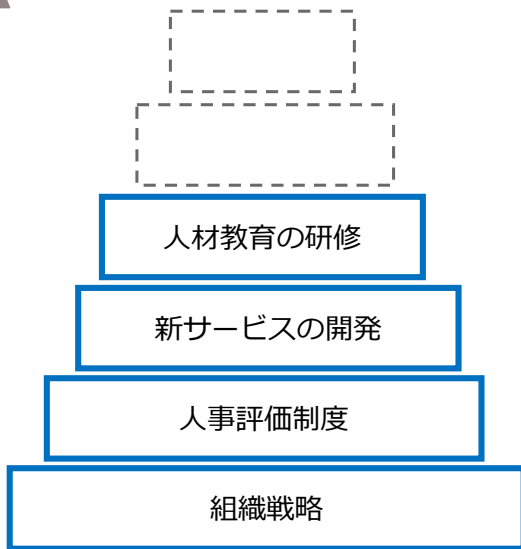 人材教育の研修
新サービスの開発
人事評価制度
組織戦略